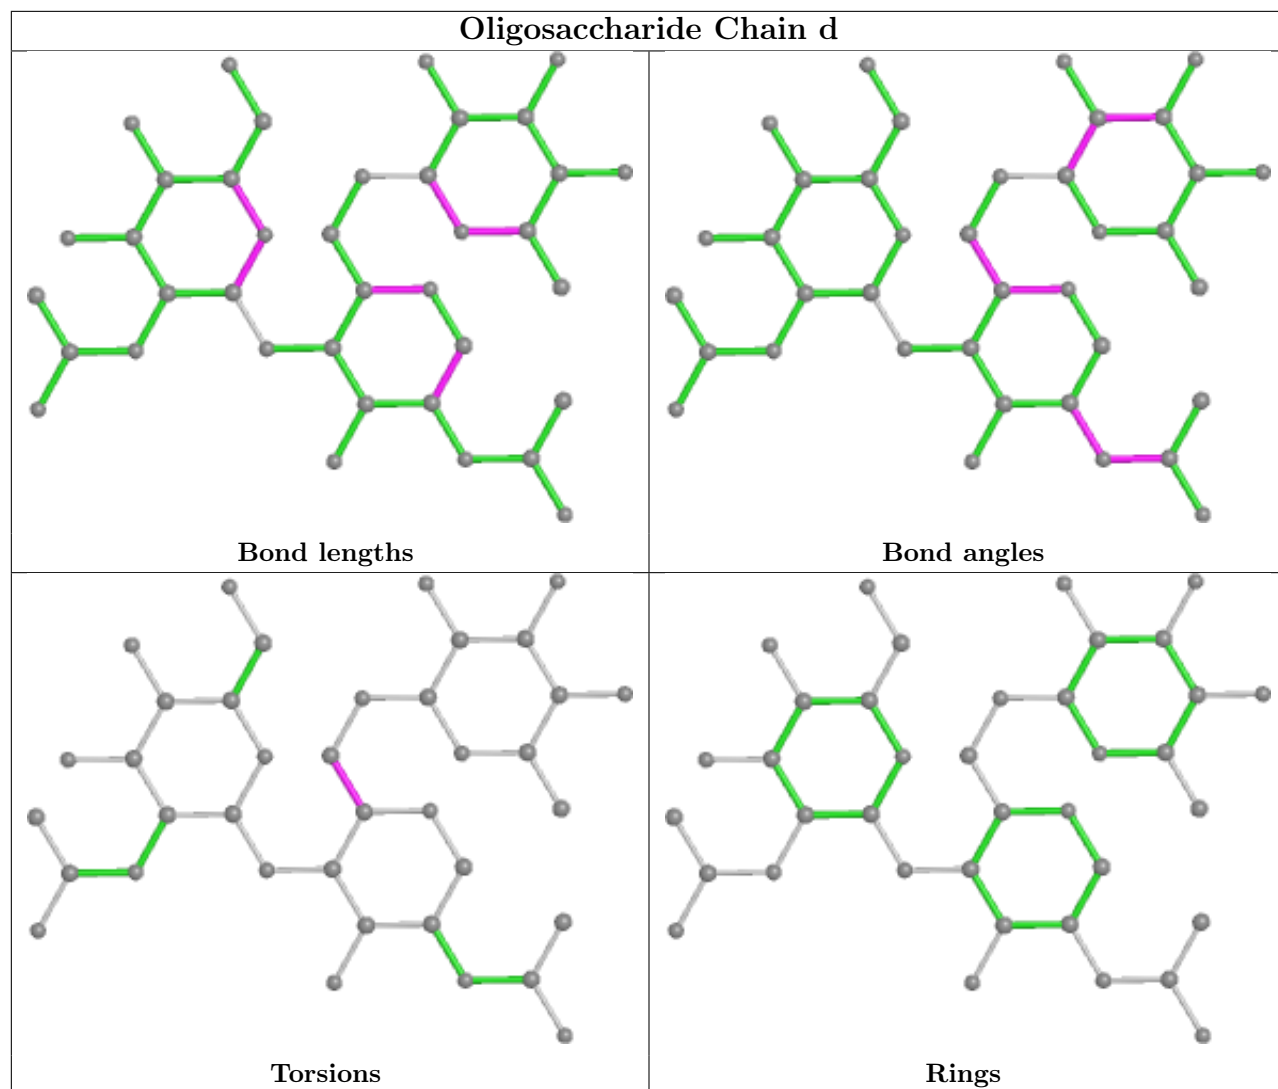 Oligosaccharide Chain d
Bond lengths
Bond angles
Torsions
Rings